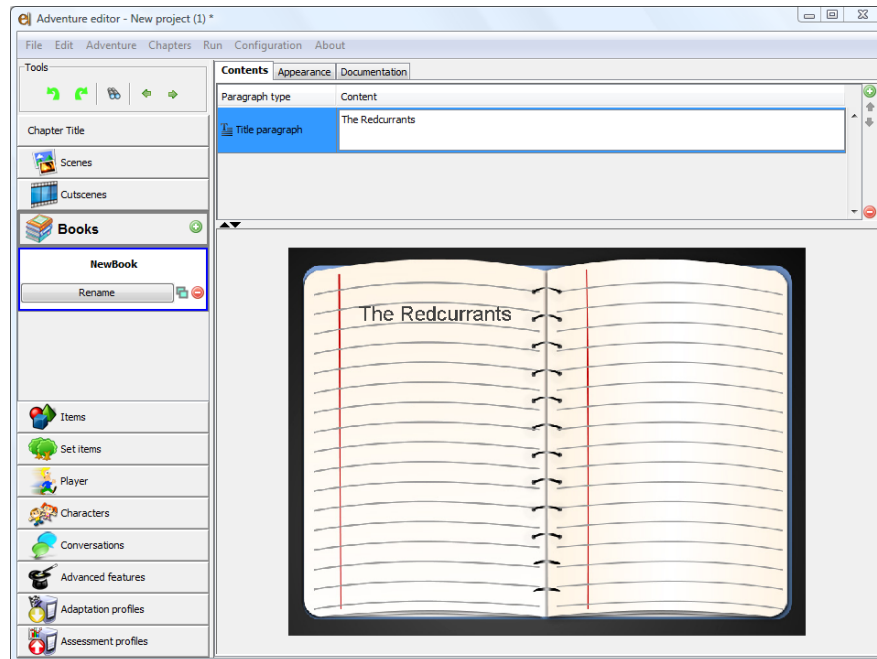 Adventure editor - New project (1) *
File Edit Adventure Chapters Run Configuration About
Tools
Chapter Title
Scenes
Cutscenes
Books
NewBook
Rename
Items
Set items
Player
Characters
Conversations
Advanced features
Adaptation profiles
Assessment profiles
Contents Appearance Documentation
Paragraph type Content
Title paragraph The Redcurrants
The Redcurrants